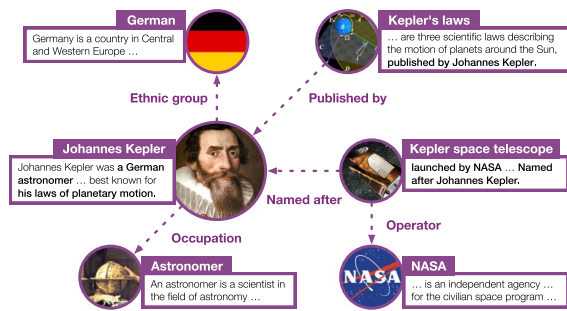 German
Germany is a country in Central
and Western Europe …
Kepler's laws
… are three scientific laws describing
the motion of planets around the Sun,
published by Johannes Kepler.
Ethnic group
Published by
Johannes Kepler
Johannes Kepler was a German
astronomer … best known for
his laws of planetary motion.
Kepler space telescope
launched by NASA … Named
after Johannes Kepler.
Named after
Occupation
Operator
Astronomer
An astronomer is a scientist in
the field of astronomy …
NASA
NASA
… is an independent agency …
for the civilian space program …